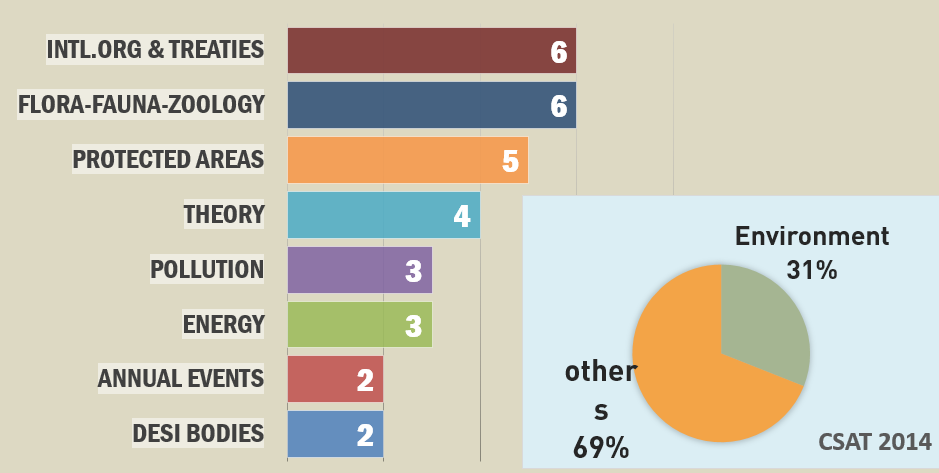 INTL.ORG & TREATIES 6
FLORA-FAUNA-ZOOLOGY 6
PROTECTED AREAS 5
THEORY 4
POLLUTION 3
ENERGY 3
ANNUAL EVENTS 2
DESI BODIES 2
Environment
31%
other
s
69%
CSAT 2014